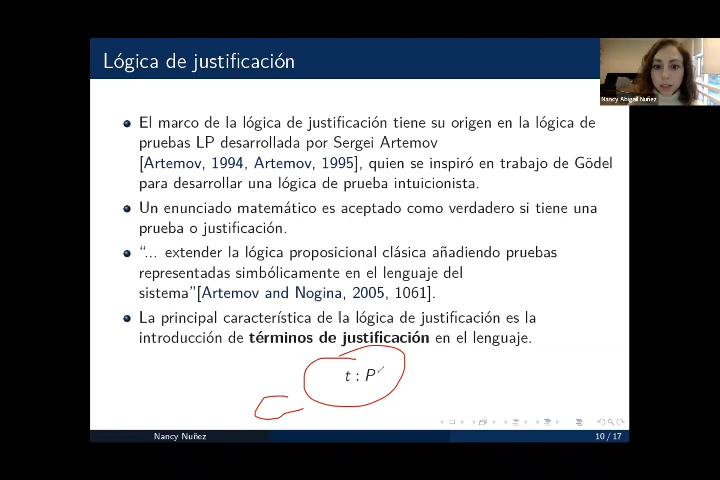 Lógica de justificación
Nancy Abigail Nuñez
El marco de la lógica de justificación tiene su origen en la lógica de
pruebas LP desarrollada por Sergei Artemov
[Artemov, 1994, Artemov, 1995], quien se inspiró en trabajo de Gödel
para desarrollar una lógica de prueba intuicionista.
Un enunciado matemático es aceptado como verdadero si tiene una
prueba o justificación.
“... extender la lógica proposicional clásica añadiendo pruebas
representadas simbólicamente en el lenguaje del
sistema”[Artemov and Nogina, 2005, 1061].
La principal característica de la lógica de justificación es la
introducción de términos de justificación en el lenguaje.
t : P
Nancy Nuñez
10 / 17